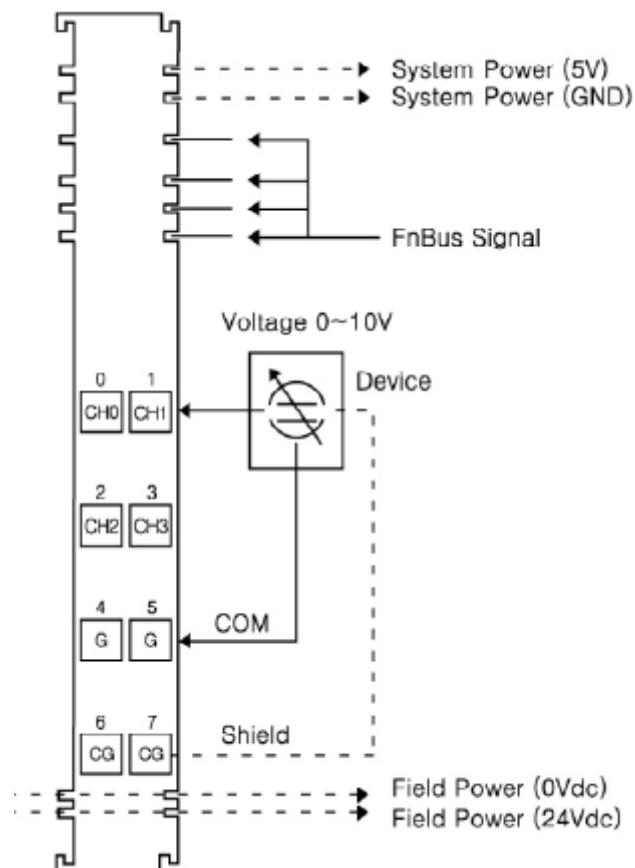 System Power (5V)
System Power (GND)
FnBus Signal
Voltage 0~10V
Device
0 1
CH0 CH1
2 3
CH2 CH3
4 5
G G
COM
6 7
CG CG
Shield
Field Power (0Vdc)
Field Power (24Vdc)